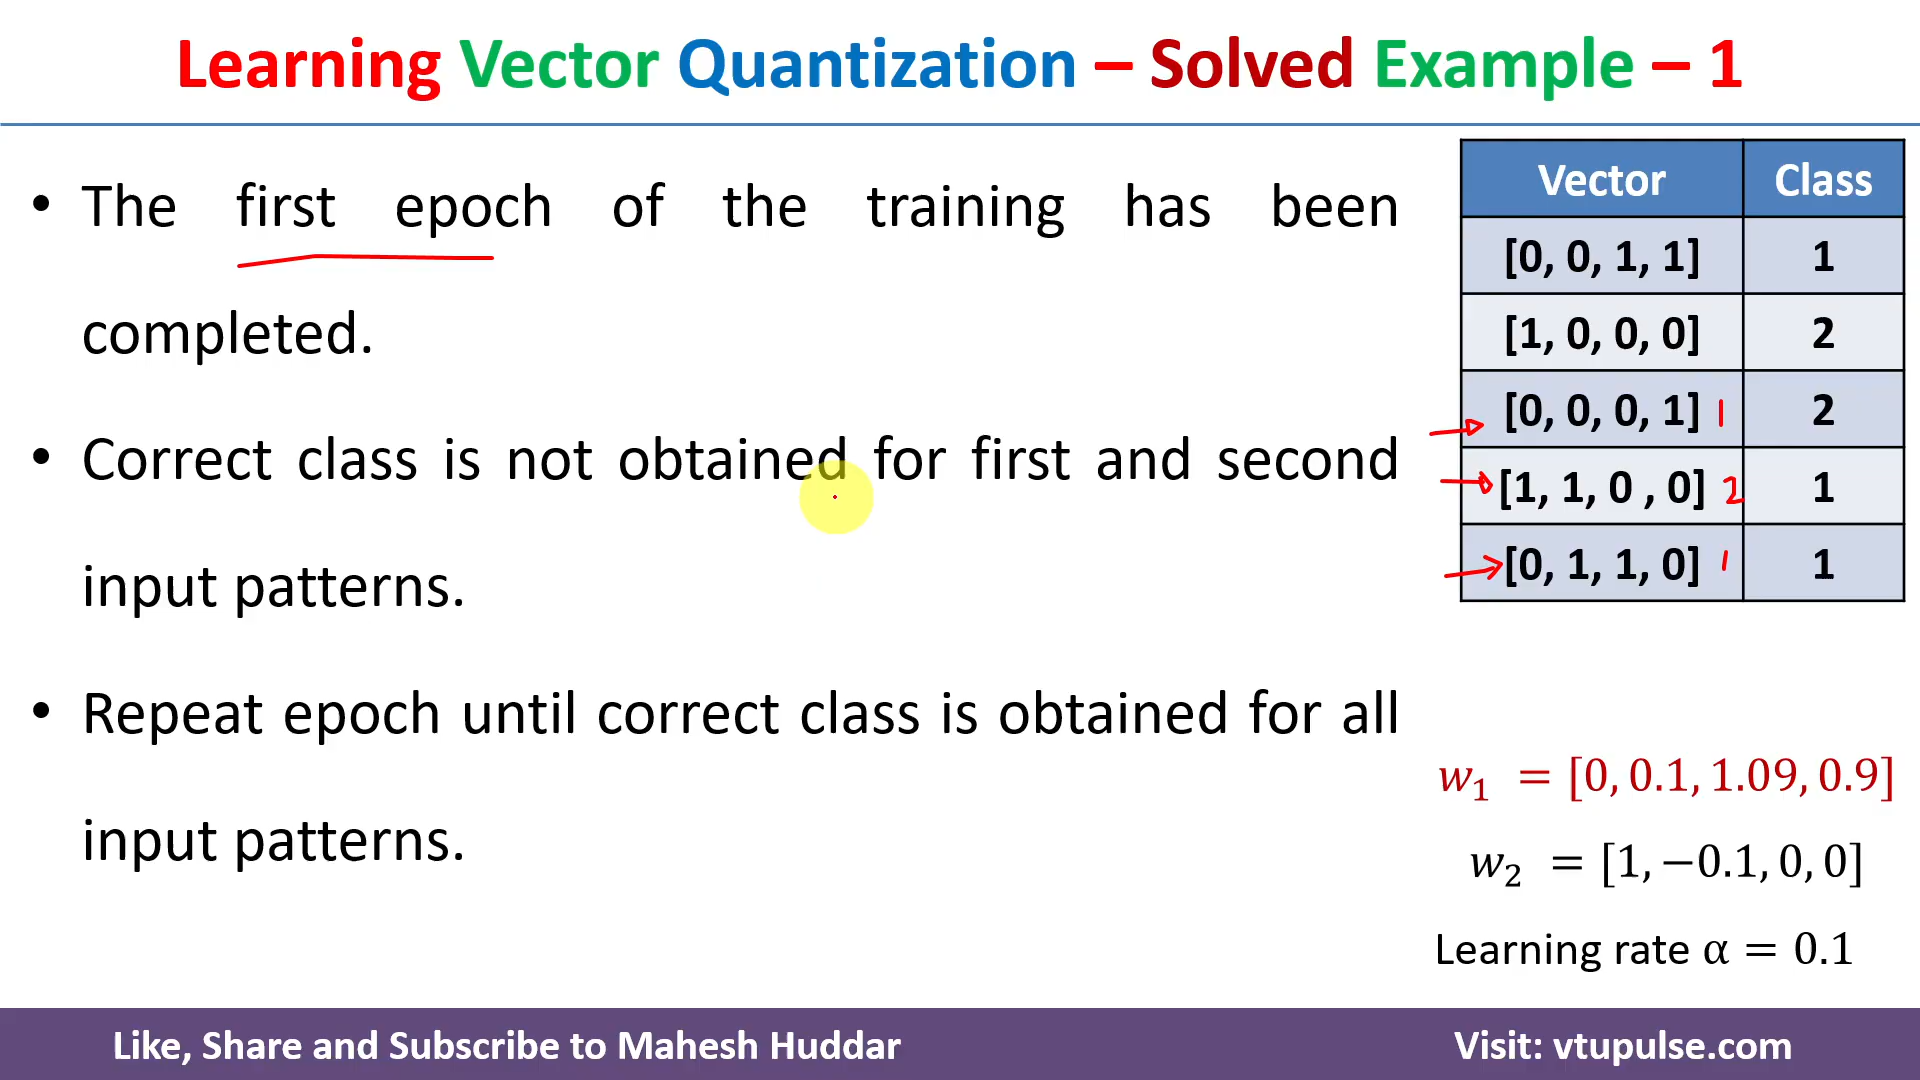 Learning Vector Quantization – Solved Example – 1
• The first epoch of the training has been
completed.
• Correct class is not obtained for first and second
input patterns.
• Repeat epoch until correct class is obtained for all
input patterns.
Vector Class
[0, 0, 1, 1] 1
[1, 0, 0, 0] 2
[0, 0, 0, 1] 1 2
[1, 1, 0 , 0] 2 1
[0, 1, 1, 0] 1 1
w₁ = [0, 0.1, 1.09, 0.9]
w₂ = [1, −0.1, 0, 0]
Learning rate α = 0.1
Like, Share and Subscribe to Mahesh Huddar
Visit: vtupulse.com